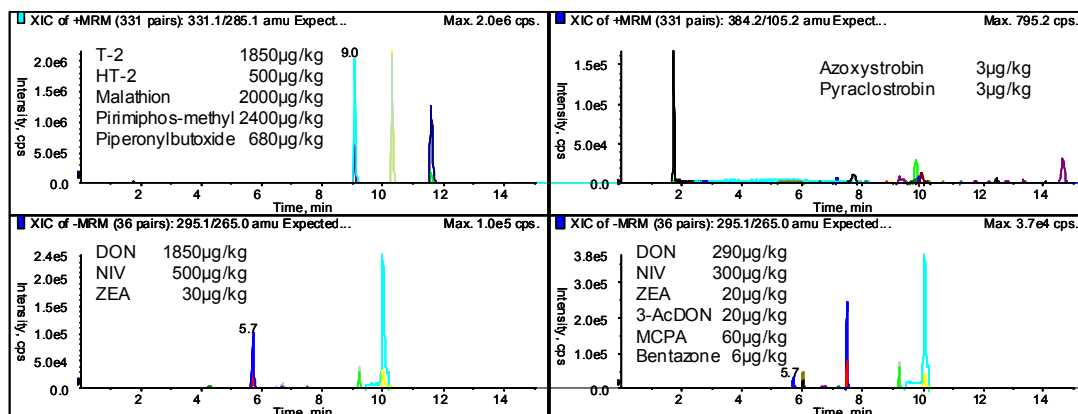 XIC of +MRM (331 pairs): 331.1/285.1 amu Expect... Max. 2.0e6 cps.
T-2 1850µg/kg
HT-2 500µg/kg
Malathion 2000µg/kg
Pirimiphos-methyl 2400µg/kg
Piperonylbutoxide 680µg/kg
9.0
Intensity, cps
2.0e6
1.5e6
1.0e6
5.0e5
0.0
2 4 6 8 10 12 14
Time, min
XIC of +MRM (331 pairs): 384.2/105.2 amu Expect... Max. 795.2 cps.
Azoxystrobin 3µg/kg
Pyraclostrobin 3µg/kg
Intensity, cps
1.5e5
1.0e5
5.0e4
0.0
2 4 6 8 10 12 14
Time, min
XIC of -MRM (36 pairs): 295.1/265.0 amu Expected... Max. 1.0e5 cps.
DON 1850µg/kg
NIV 500µg/kg
ZEA 30µg/kg
5.7
Intensity, cps
2.4e5
2.0e5
1.5e5
1.0e5
5.0e4
0.0
2 4 6 8 10 12 14
Time, min
XIC of -MRM (36 pairs): 295.1/265.0 amu Expected... Max. 3.7e4 cps.
DON 290µg/kg
NIV 300µg/kg
ZEA 20µg/kg
3-AcDON 20µg/kg
MCPA 60µg/kg
Bentazone 6µg/kg
5.7
Intensity, cps
3.8e5
3.0e5
2.0e5
1.0e5
0.0
2 4 6 8 10 12 14
Time, min